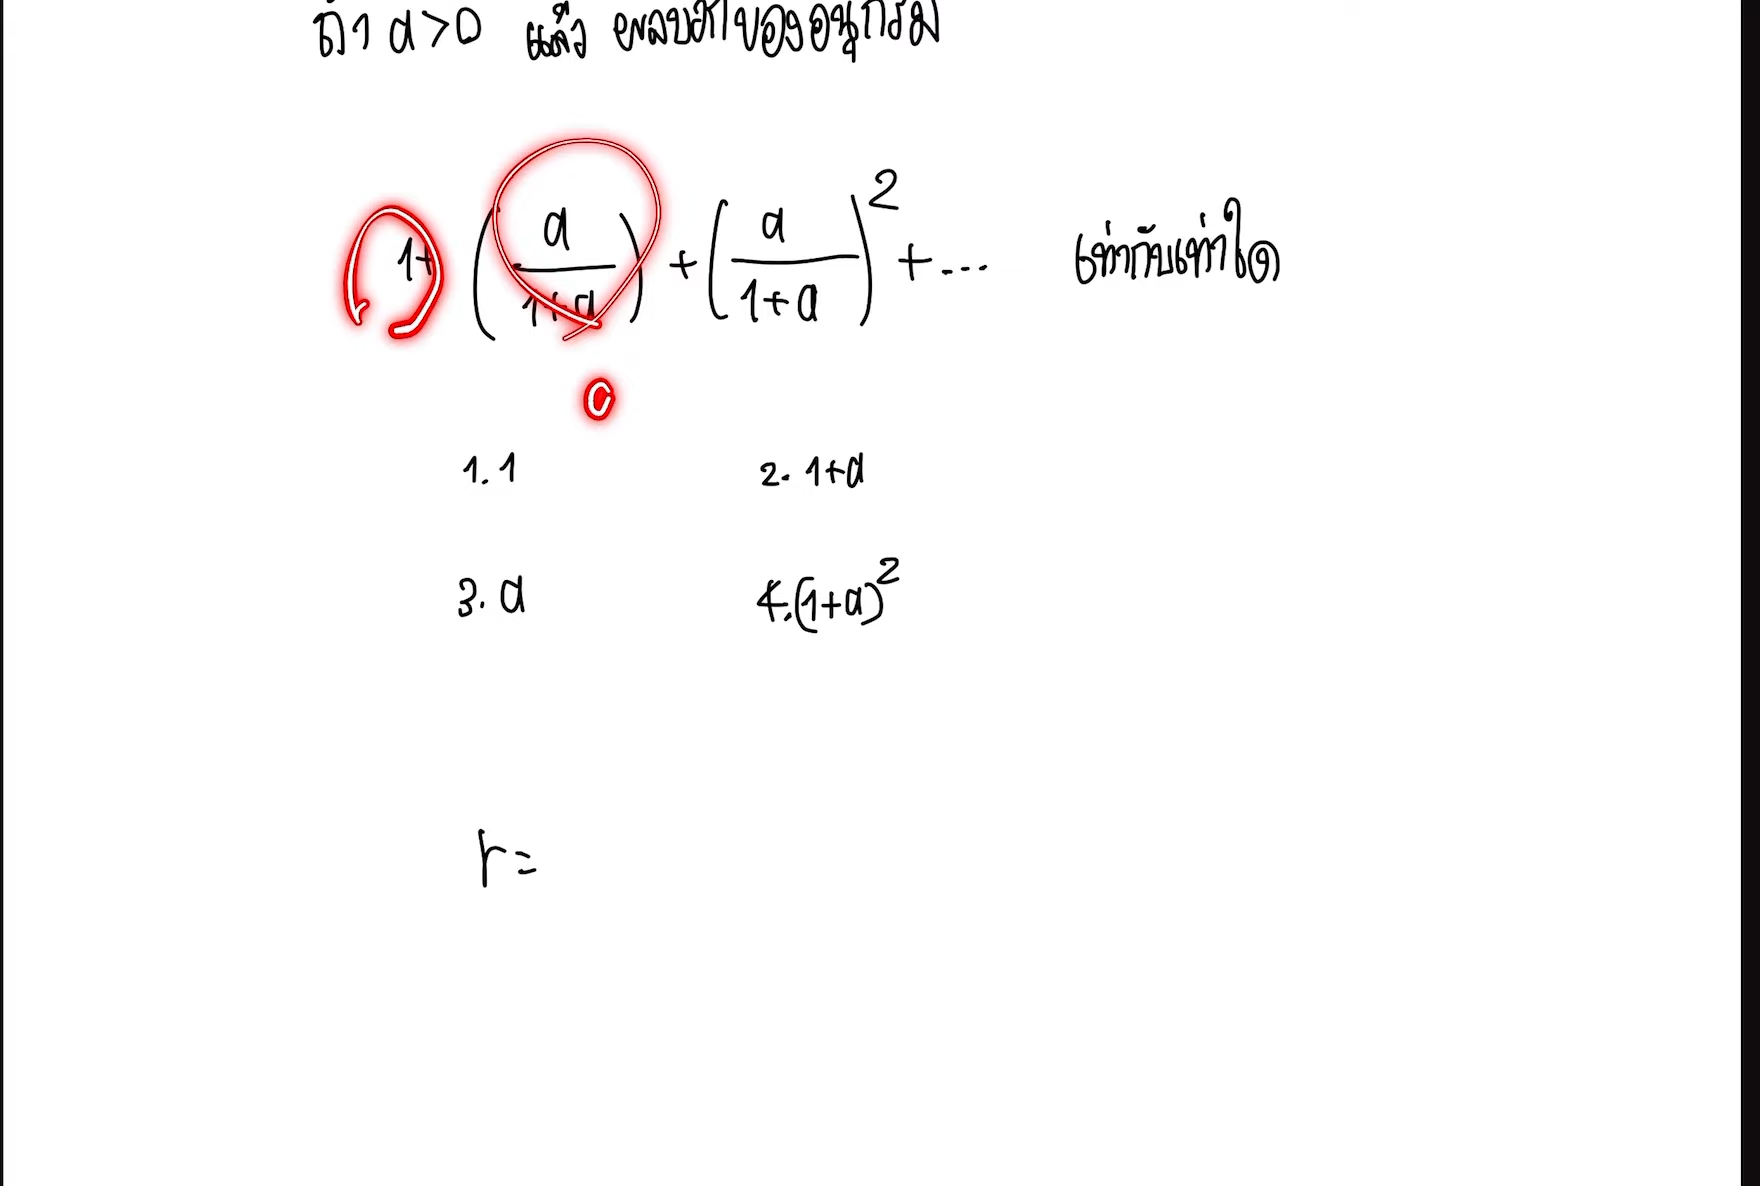 ถ้า a>0 แล้ว ผลบวกของอนุกรม
1+(a/(1+a))+(a/(1+a))²+... เท่ากับเท่าใด
1. 1 2. 1+a
3. a 4. (1+a)²
r=